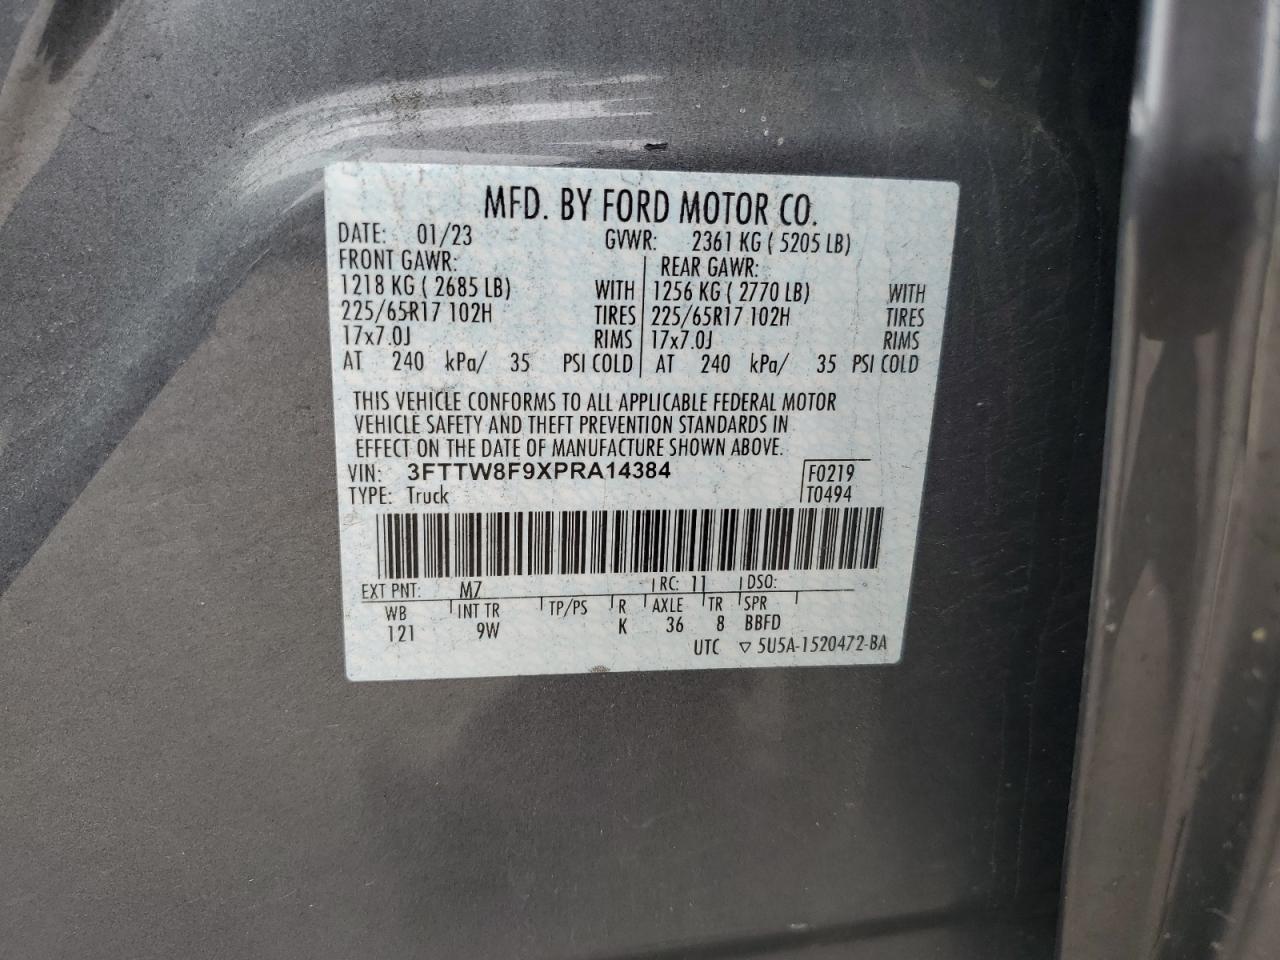 MFD. BY FORD MOTOR CO.
DATE: 01/23 GVWR: 2361 KG ( 5205 LB)
FRONT GAWR: REAR GAWR:
1218 KG ( 2685 LB) WITH 1256 KG ( 2770 LB) WITH
225/65R17 102H TIRES 225/65R17 102H TIRES
17x7.0J RIMS 17x7.0J RIMS
AT 240 kPa/ 35 PSI COLD AT 240 kPa/ 35 PSI COLD
THIS VEHICLE CONFORMS TO ALL APPLICABLE FEDERAL MOTOR
VEHICLE SAFETY AND THEFT PREVENTION STANDARDS IN
EFFECT ON THE DATE OF MANUFACTURE SHOWN ABOVE.
VIN: 3FTTW8F9XPRA14384 F0219
TYPE: Truck T0494
EXT PNT: M7 RC: 11 DSO:
WB INT TR TP/PS R AXLE TR SPR
121 9W K 36 8 BBFD
UTC ▽ 5U5A-1520472-BA